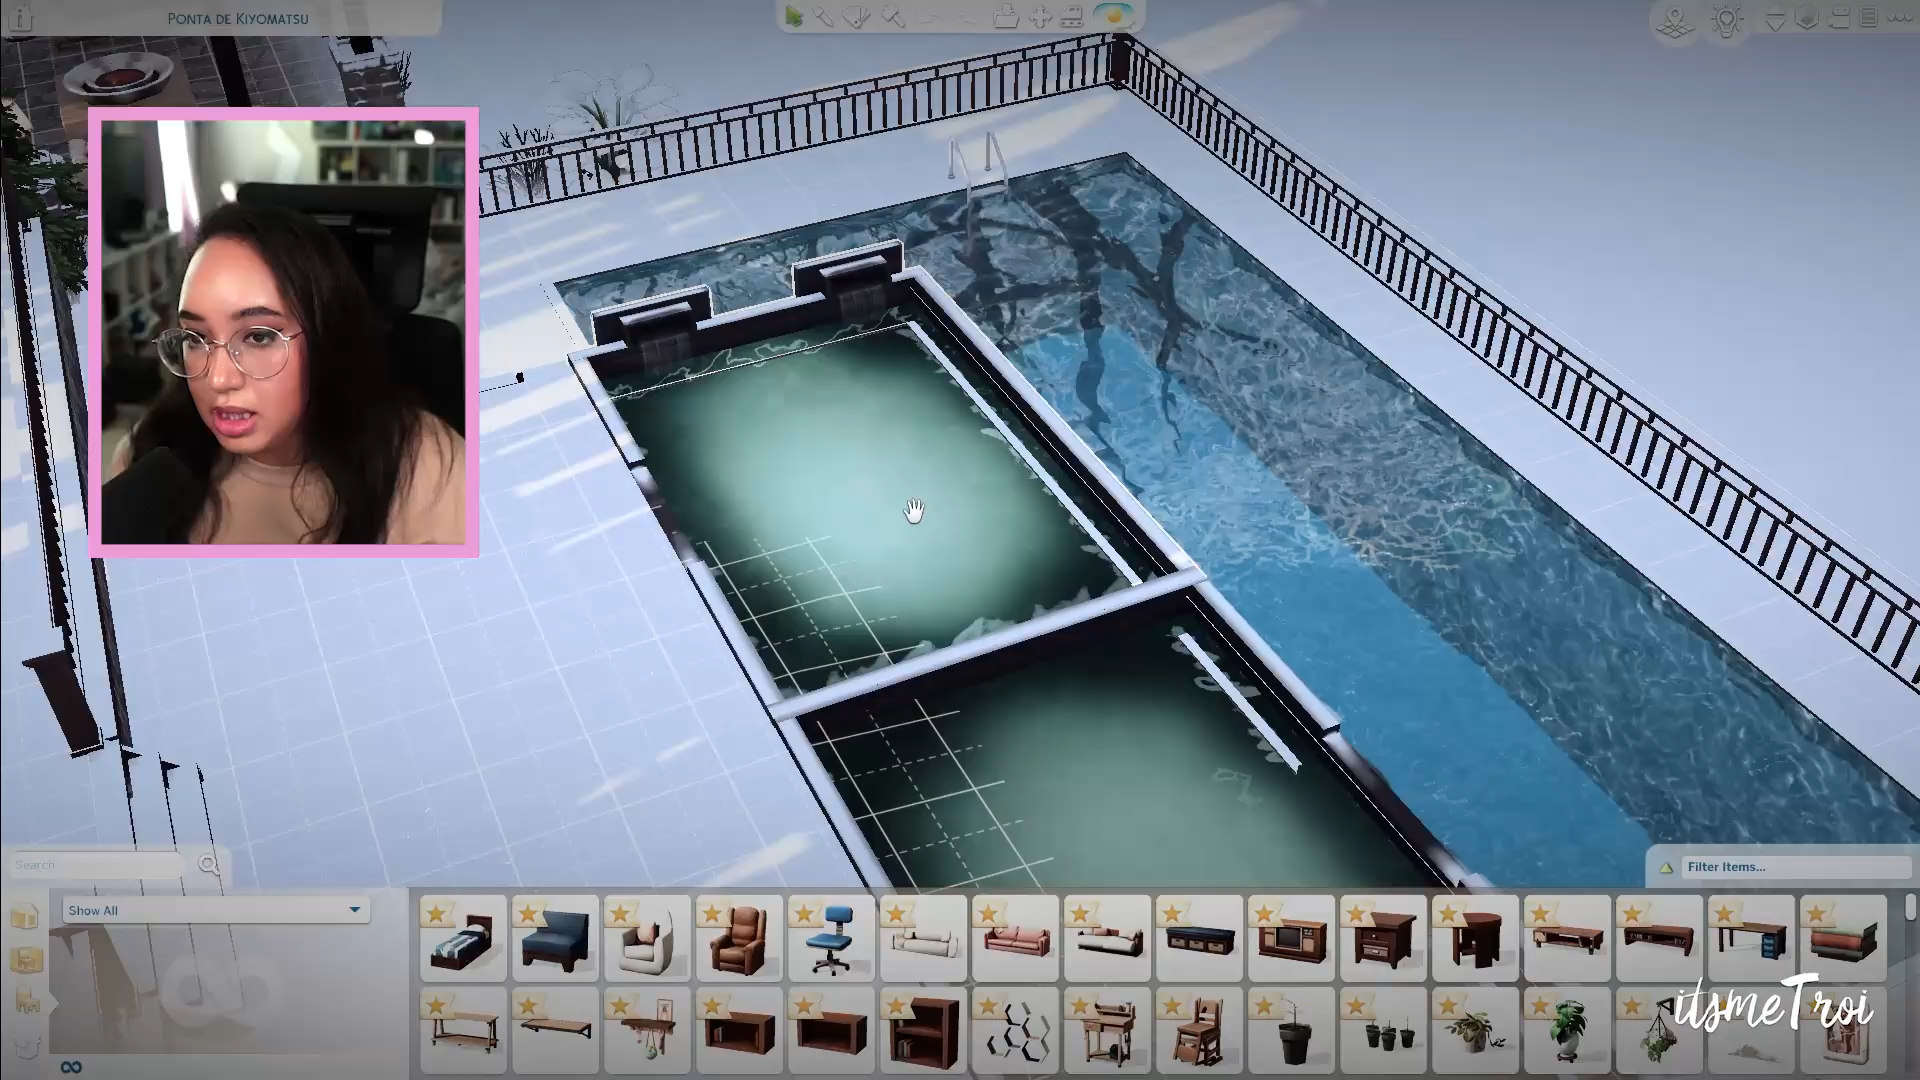 Ponta de Kiyomatsu
Search
Show All
Filter Items...
itsmeTroi